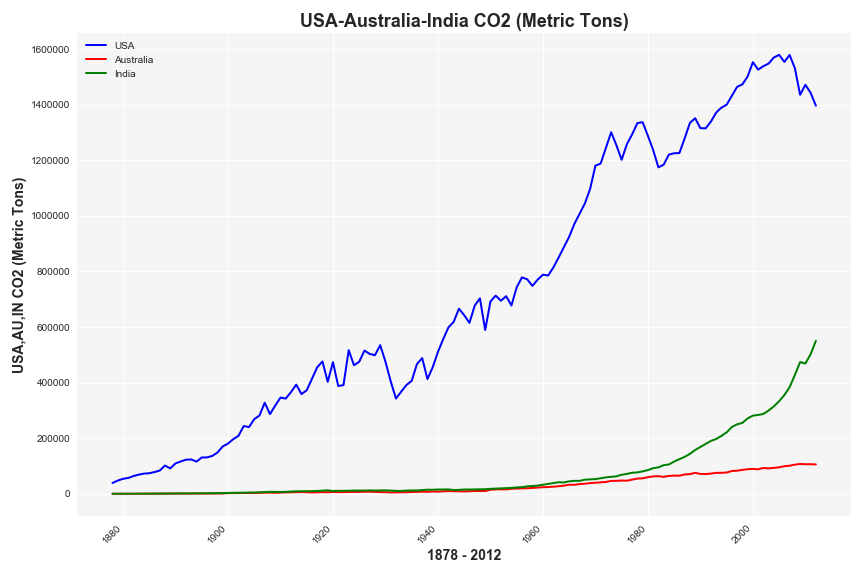 USA-Australia-India CO2 (Metric Tons)
USA
Australia
India
1600000
1400000
1200000
1000000
800000
600000
400000
200000
0
USA,AU,IN CO2 (Metric Tons)
1880
1900
1920
1940
1960
1980
2000
1878 - 2012